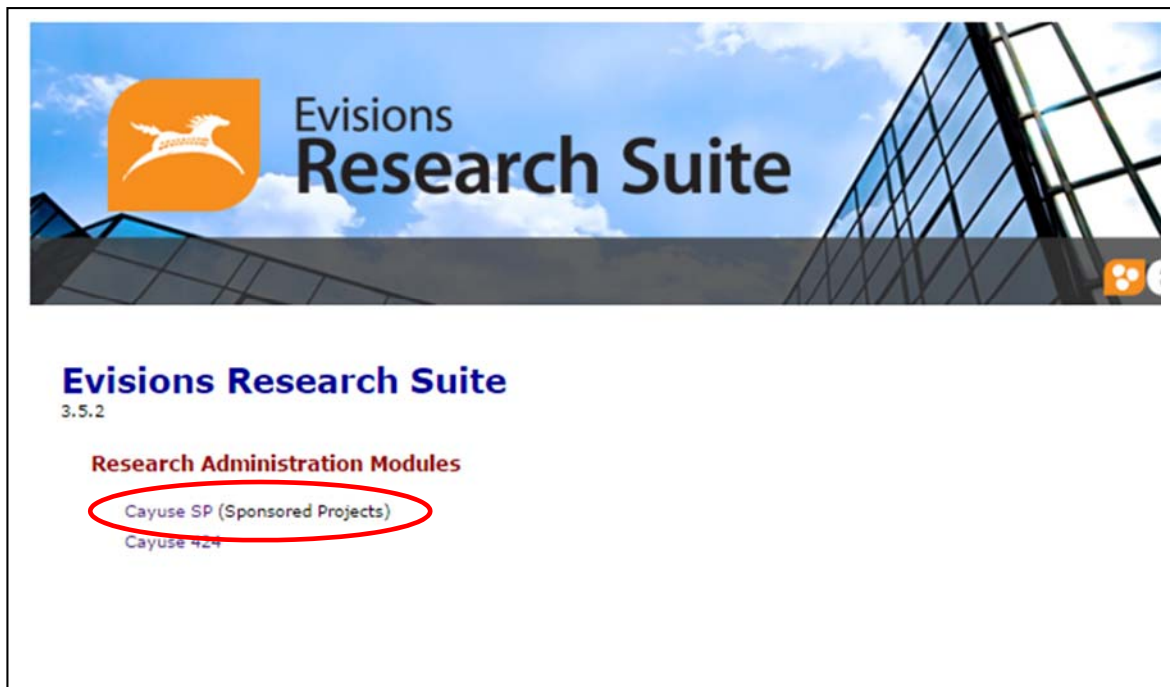 Evisions
Research Suite
Evisions Research Suite
3.5.2
Research Administration Modules
Cayuse SP (Sponsored Projects)
Cayuse 424